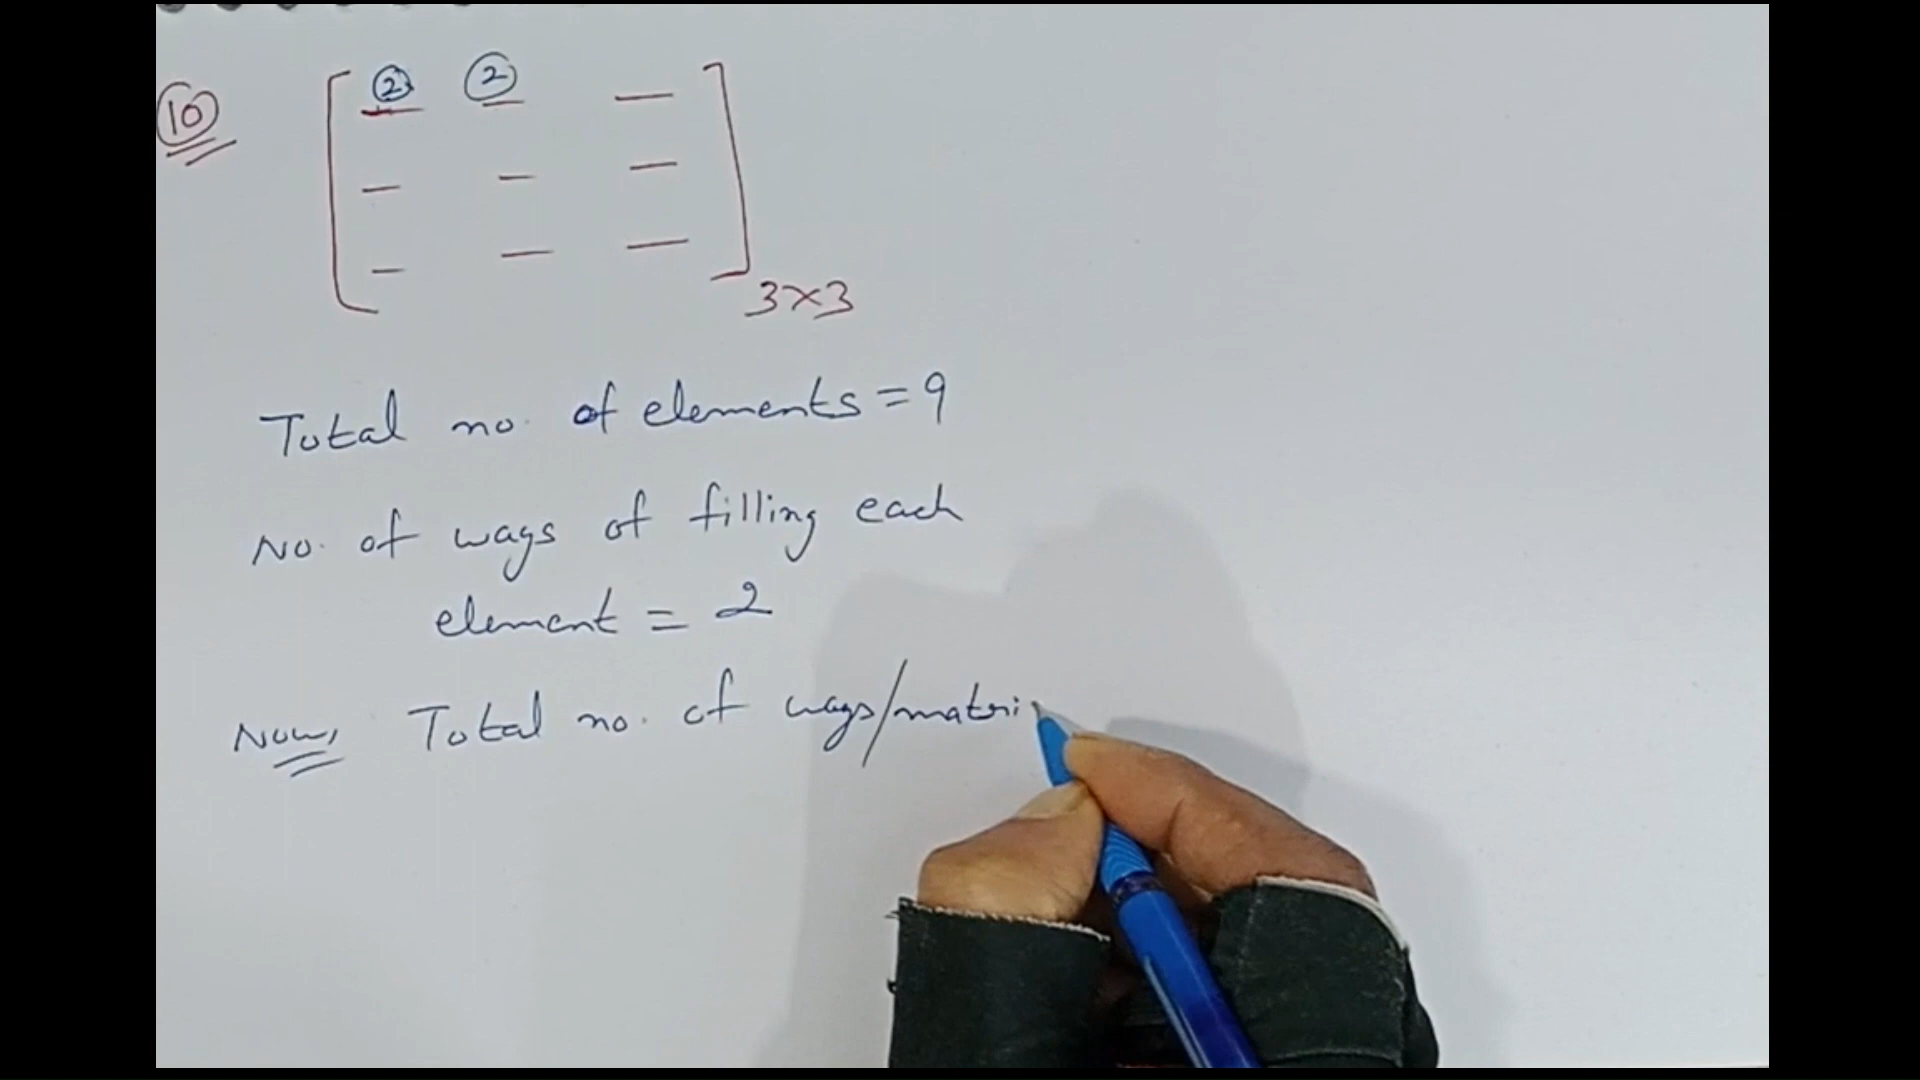 10
2 2
3×3
Total no. of elements = 9
No. of ways of filling each
element = 2
Now, Total no. of ways/matri